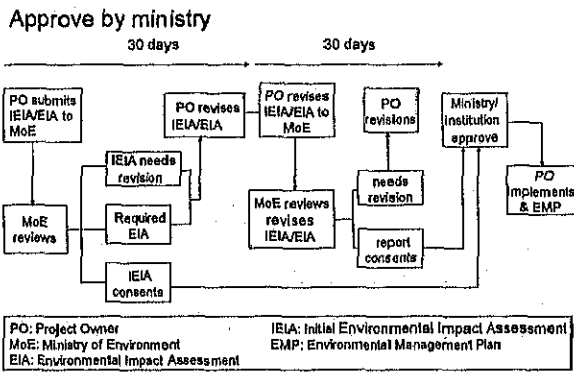 Approve by ministry
30 days
30 days
PO submits
IEIA/EIA to
MoE
PO revises
IEIA/EIA
PO revises
IEIA/EIA to
MoE
PO
revisions
Ministry/
institution
approve
IEIA needs
revision
MoE
reviews
Required
EIA
IEIA
consents
MoE reviews
revises
IEIA/EIA
needs
revision
report
consents
PO
implements
& EMP
PO: Project Owner
IEIA: Initial Environmental Impact Assessment
MoE: Ministry of Environment
EMP: Environmental Management Plan
EIA: Environmental Impact Assessment